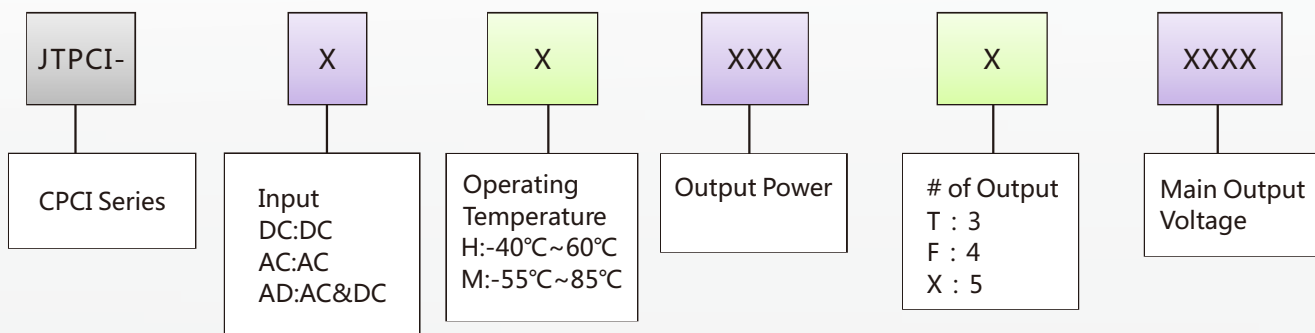 JTPCI-
X
X
XXX
X
XXXX
CPCI Series
Input
DC:DC
AC:AC
AD:AC&DC
Operating
Temperature
H:-40℃~60℃
M:-55℃~85℃
Output Power
# of Output
T : 3
F : 4
X : 5
Main Output
Voltage